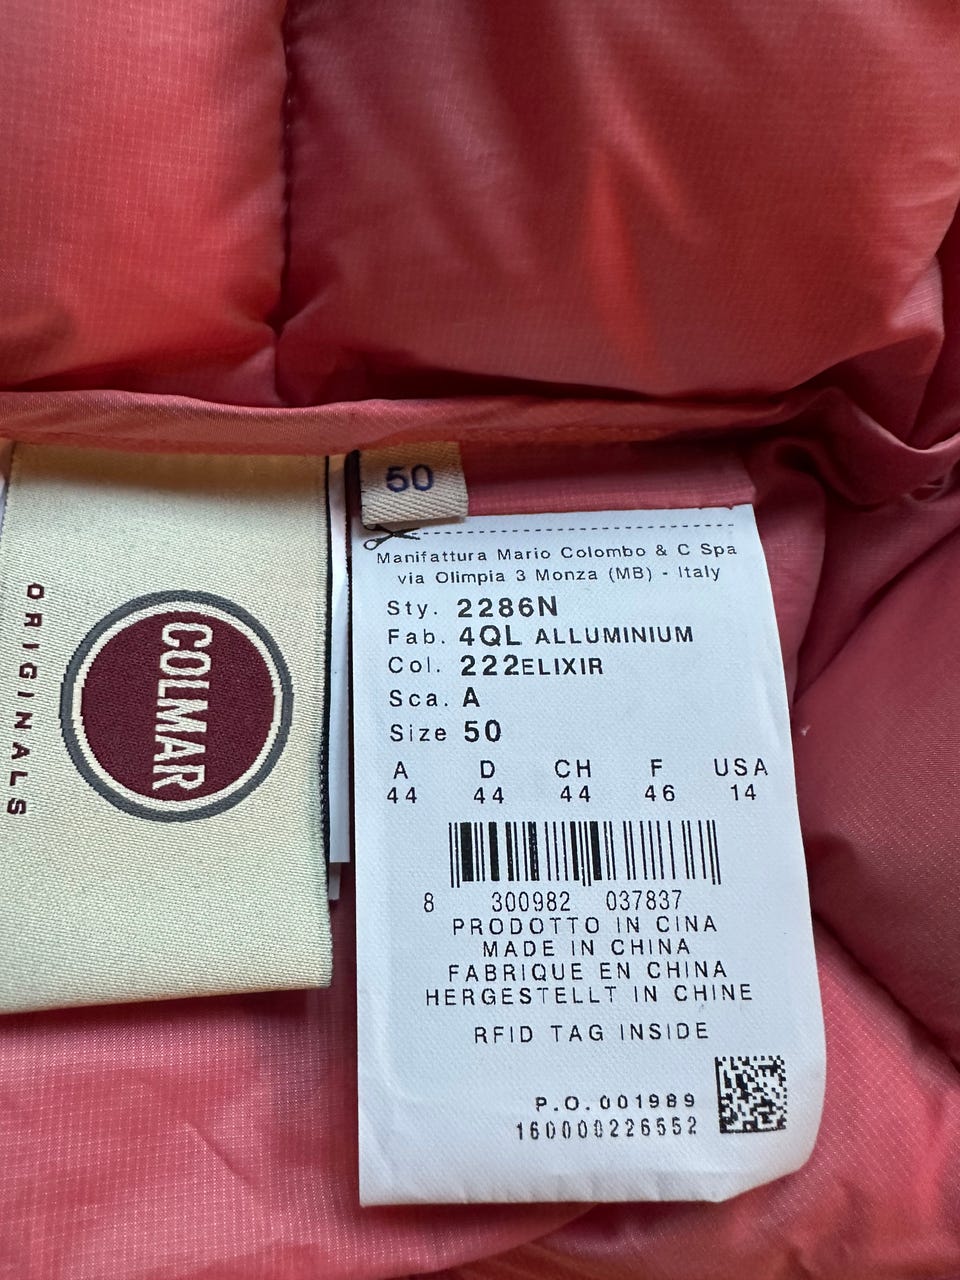 COLMAR
ORIGINALS
50
Manifattura Mario Colombo & C Spa
via Olimpia 3 Monza (MB) - Italy
Sty. 2286N
Fab. 4QL ALLUMINIUM
Col. 222ELIXIR
Sca. A
Size 50
A D CH F USA
44 44 44 46 14
8 300982 037837
PRODOTTO IN CINA
MADE IN CHINA
FABRIQUE EN CHINA
HERGESTELLT IN CHINE
RFID TAG INSIDE
P.O. 001989
160000226552